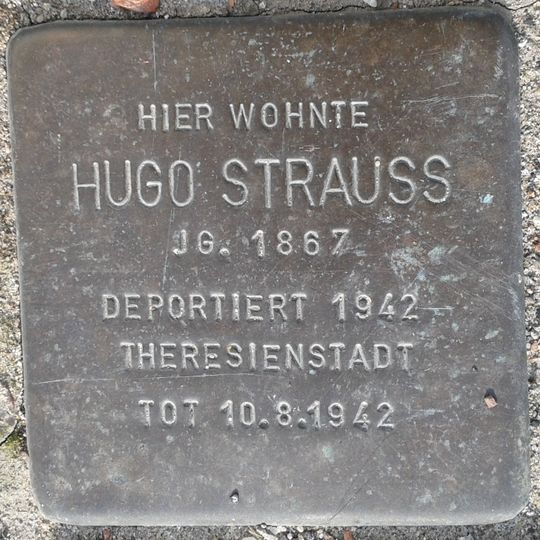 HIER WOHNTE
HUGO STRAUSS
JG. 1867
DEPORTIERT 1942
THERESIENSTADT
TOT 10.8.1942